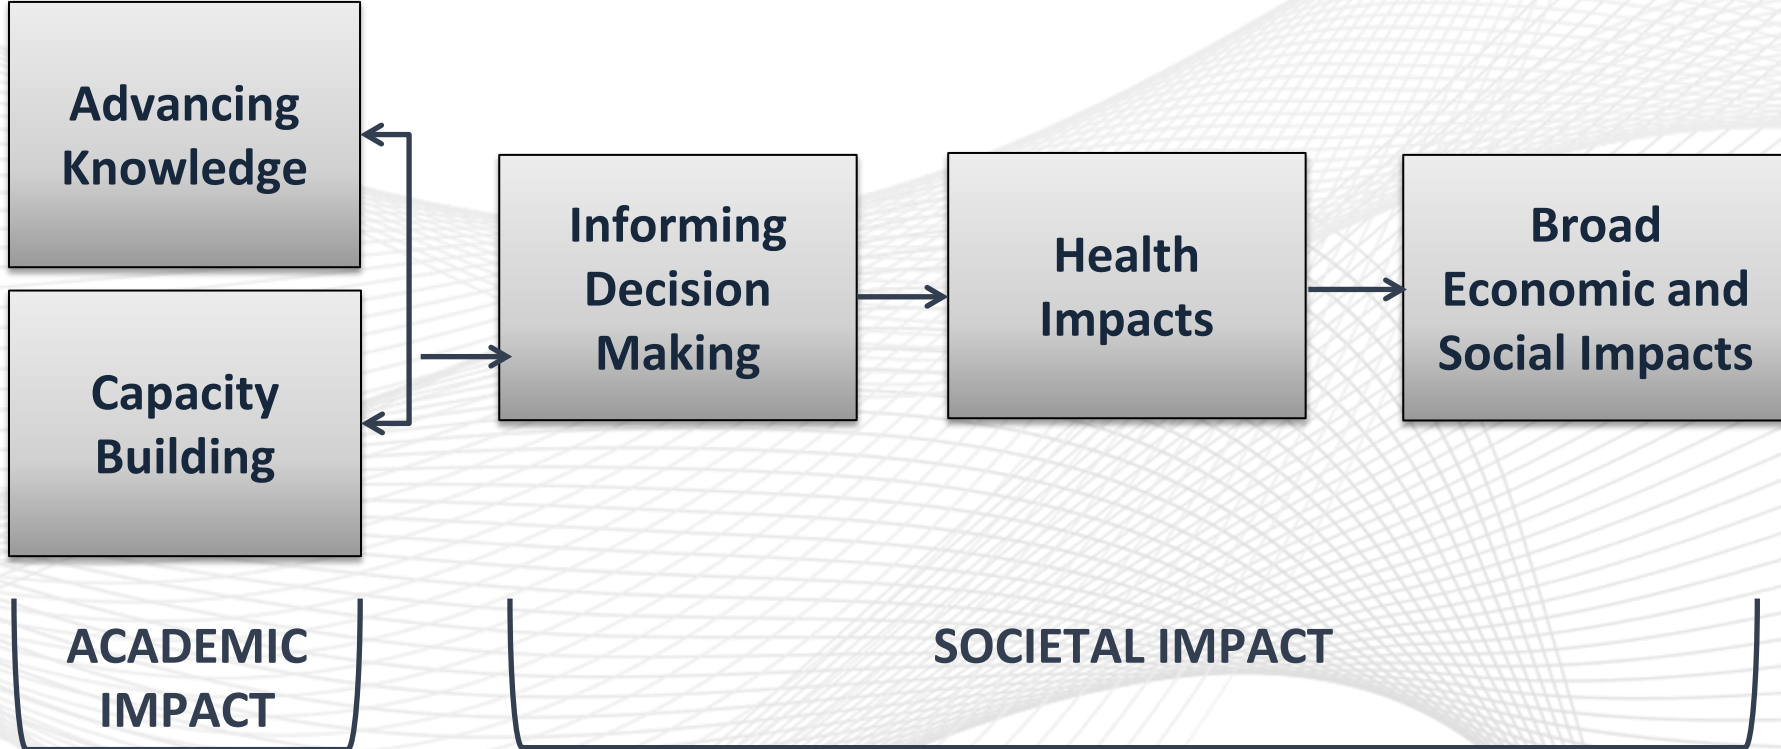 Advancing
Knowledge
Capacity
Building
Informing
Decision
Making
Health
Impacts
Broad
Economic and
Social Impacts
ACADEMIC
IMPACT
SOCIETAL IMPACT